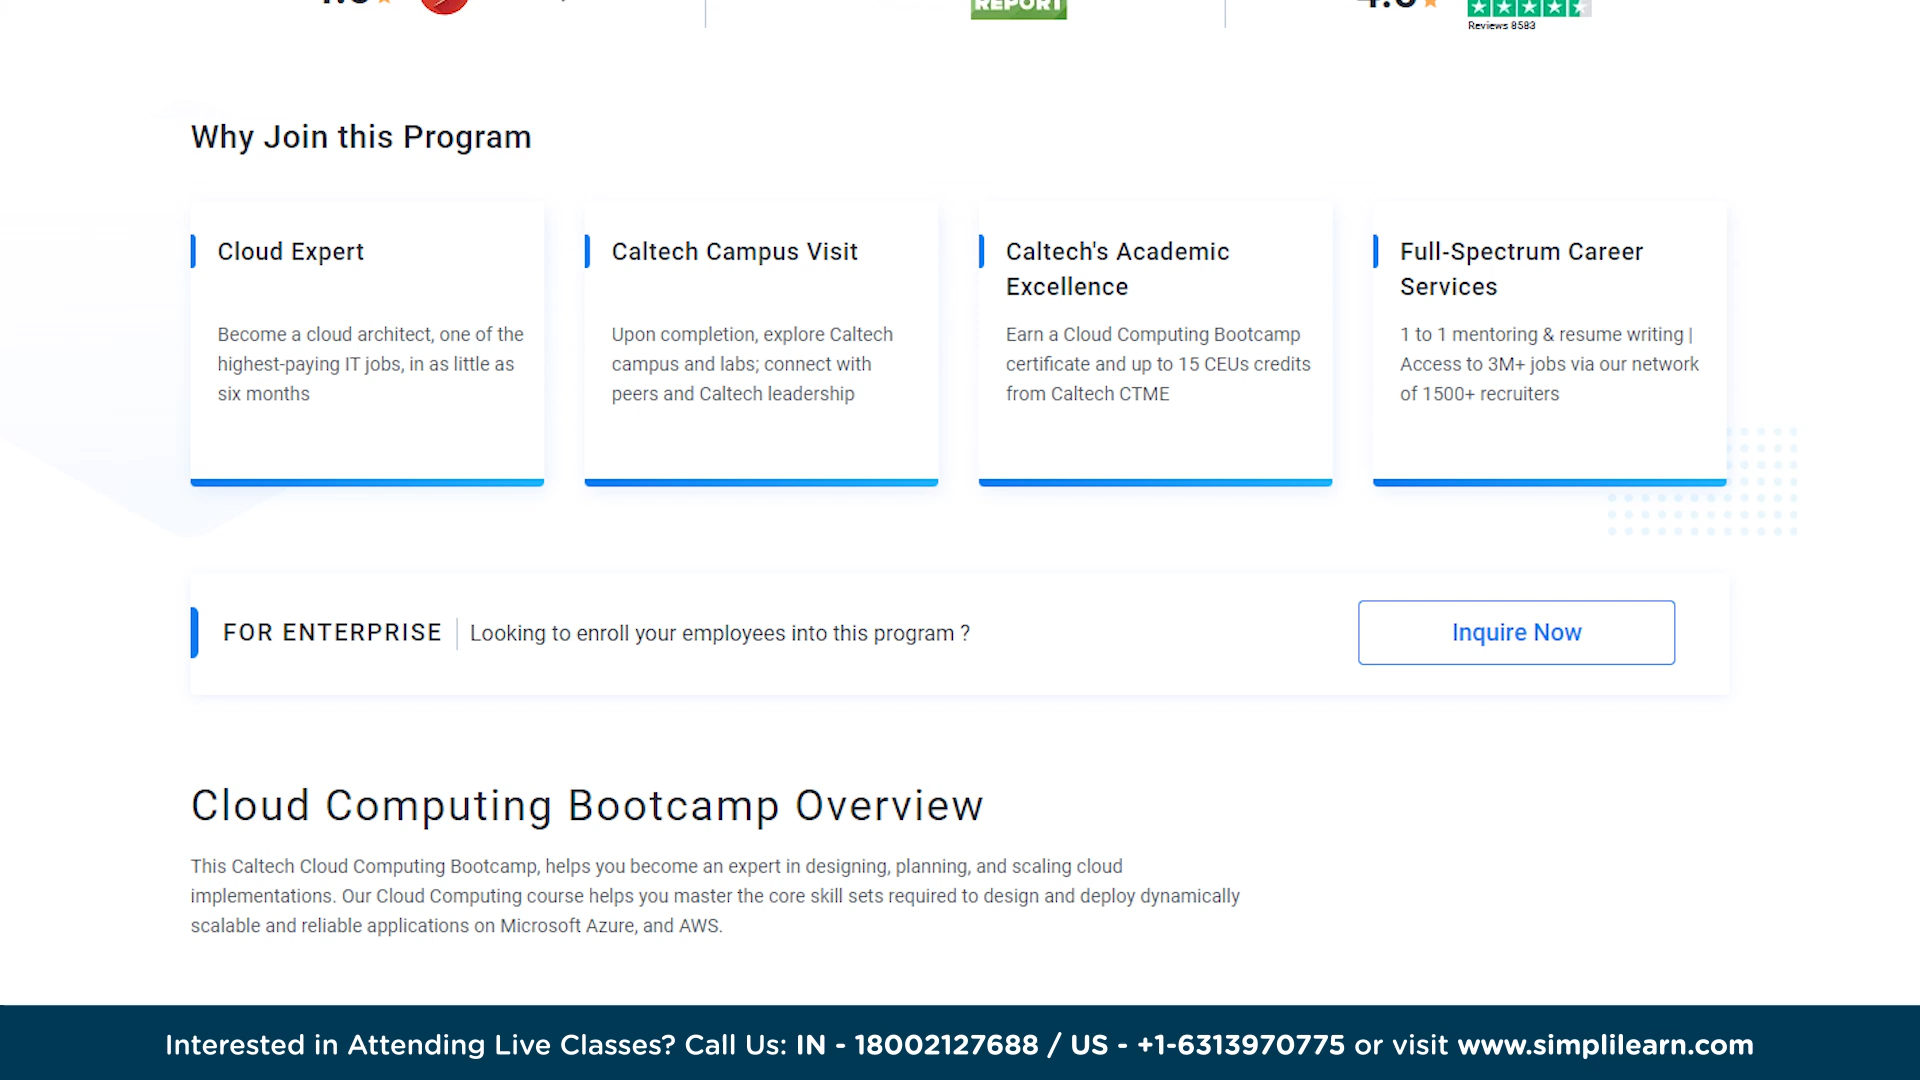 REPORT
Reviews 8583
Why Join this Program
Cloud Expert
Become a cloud architect, one of the
highest-paying IT jobs, in as little as
six months
Caltech Campus Visit
Upon completion, explore Caltech
campus and labs; connect with
peers and Caltech leadership
Caltech's Academic
Excellence
Earn a Cloud Computing Bootcamp
certificate and up to 15 CEUs credits
from Caltech CTME
Full-Spectrum Career
Services
1 to 1 mentoring & resume writing |
Access to 3M+ jobs via our network
of 1500+ recruiters
FOR ENTERPRISE
Looking to enroll your employees into this program ?
Inquire Now
Cloud Computing Bootcamp Overview
This Caltech Cloud Computing Bootcamp, helps you become an expert in designing, planning, and scaling cloud
implementations. Our Cloud Computing course helps you master the core skill sets required to design and deploy dynamically
scalable and reliable applications on Microsoft Azure, and AWS.
Interested in Attending Live Classes? Call Us: IN - 18002127688 / US - +1-6313970775 or visit www.simplilearn.com